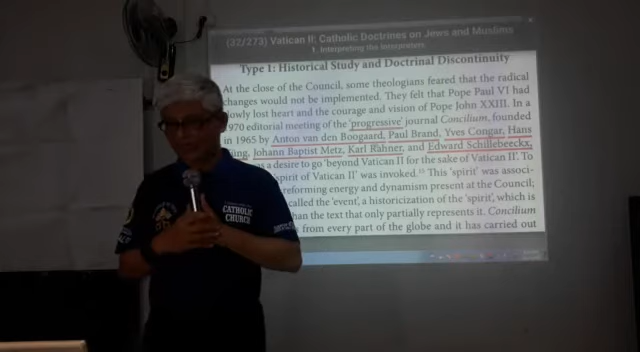 (32/273) Vatican II: Catholic Doctrines on Jews and Muslims
1. Interpreting the Interpreters
Type 1: Historical Study and Doctrinal Discontinuity
At the close of the Council, some theologians feared that the radical
changes would not be implemented. They felt that Pope Paul VI had
lowly lost heart and the courage and vision of Pope John XXIII. In a
1970 editorial meeting of the 'progressive' journal Concilium, founded
in 1965 by Anton van den Boogaard, Paul Brand, Yves Congar, Hans
Johann Baptist Metz, Karl Rahner, and Edward Schillebeeckx,
a desire to go 'beyond Vatican II for the sake of Vatican II'. To
spirit of Vatican II' was invoked. This 'spirit' was associ-
reforming energy and dynamism present at the Council;
called the 'event', a historicization of the 'spirit', which is
han the text that only partially represents it. Concilium
from every part of the globe and it has carried out
CATHOLIC
CHURCH